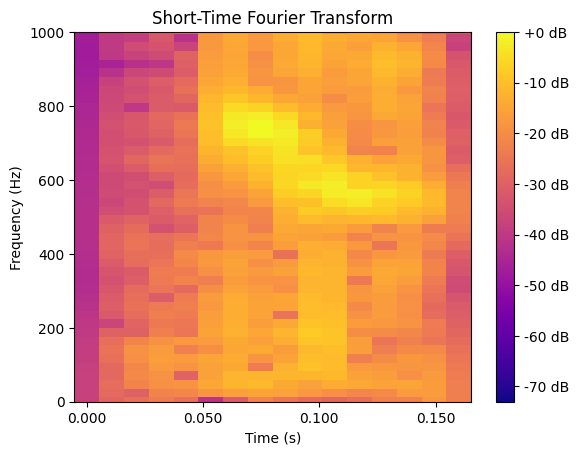 Short-Time Fourier Transform
1000
800
600
400
200
0
Frequency (Hz)
0.000
0.050
0.100
0.150
Time (s)
+0 dB
-10 dB
-20 dB
-30 dB
-40 dB
-50 dB
-60 dB
-70 dB